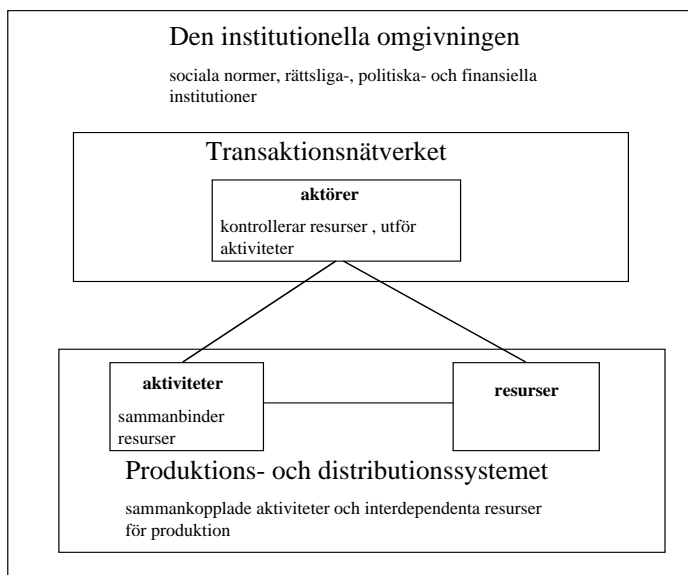 Den institutionella omgivningen
sociala normer, rättsliga-, politiska- och finansiella
institutioner
Transaktionsnätverket
aktörer
kontrollerar resurser , utför
aktiviteter
aktiviteter
sammanbinder
resurser
resurser
Produktions- och distributionssystemet
sammankopplade aktiviteter och interdependenta resurser
för produktion